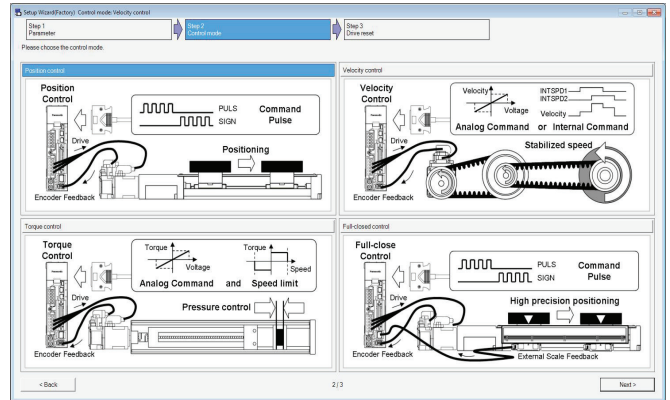 Setup Wizard(Factory) Control mode: Velocity control
Step 1
Parameter
Step 2
Control mode
Step 3
Drive reset
Please choose the control mode.
Position control
Position
Control
PULS
SIGN
Command
Pulse
Drive
Positioning
Encoder Feedback
Velocity control
Velocity
Control
Velocity
Voltage
INTSPD1
INTSPD2
Velocity
Analog Command or Internal Command
Drive
Stabilized speed
Encoder Feedback
Torque control
Torque
Control
Torque
Voltage
Torque
Speed
Analog Command and Speed limit
Drive
Pressure control
Encoder Feedback
Full-closed control
Full-close
Control
PULS
SIGN
Command
Pulse
Drive
High precision positioning
Encoder Feedback
External Scale Feedback
< Back
2 / 3
Next >